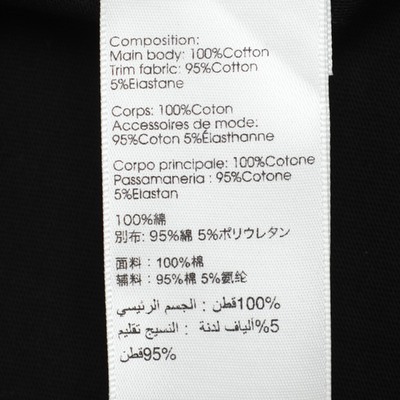 Composition:
Main body: 100%Cotton
Trim fabric: 95%Cotton
5%Elastane
Corps: 100%Coton
Accessoires de mode:
95%Coton 5%Élasthanne
Corpo principale: 100%Cotone
Passamaneria : 95%Cotone
5%Elastan
100%綿
別布: 95%綿 5%ポリウレタン
面料：100%棉
辅料：95%棉 5%氨纶
100%قطن : الجسم الرئيسي
5%ألياف لدنة : النسيج تقليم
95%قطن